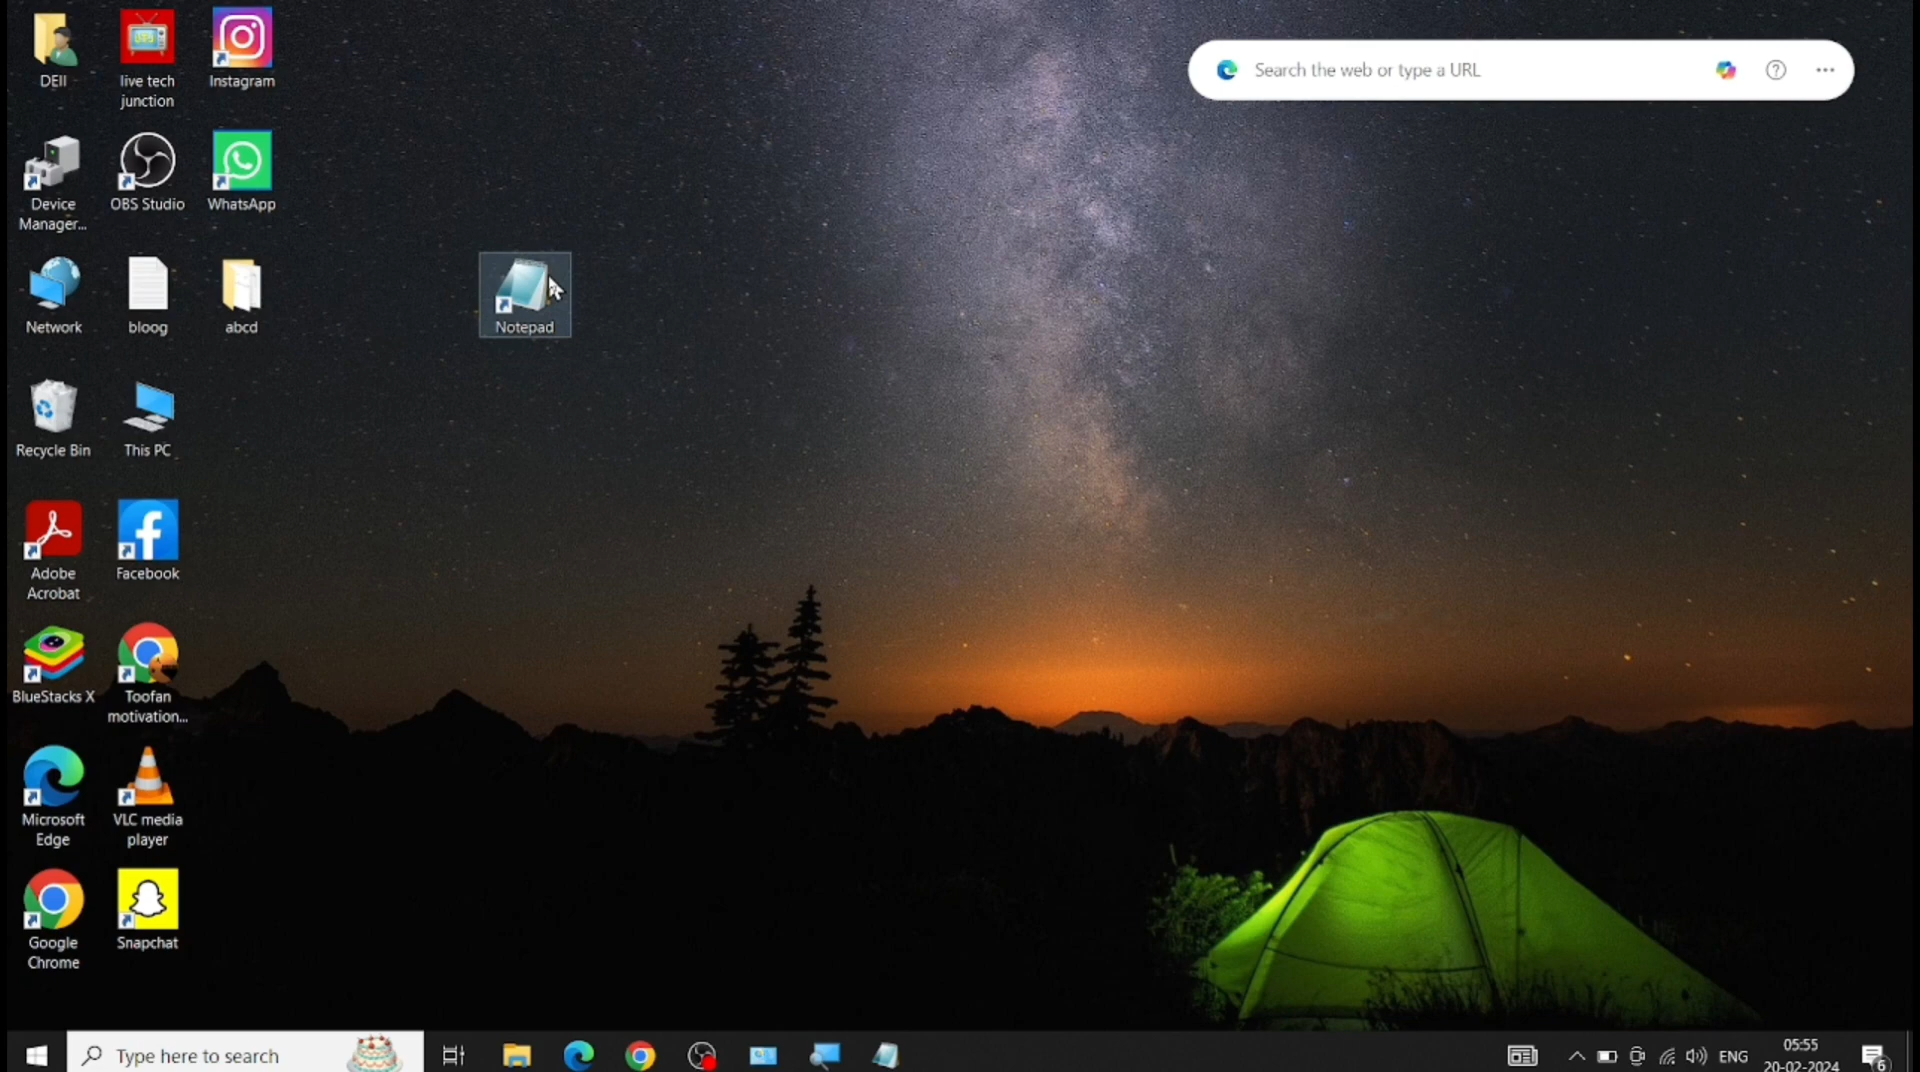 DEll
live tech
junction
Instagram
Search the web or type a URL
Device
Manager...
OBS Studio
WhatsApp
Network
bloog
abcd
Notepad
Recycle Bin
This PC
Adobe
Acrobat
Facebook
BlueStacks X
Toofan
motivation...
Microsoft
Edge
VLC media
player
Google
Chrome
Snapchat
Type here to search
ENG
05:55
20-02-2024
6